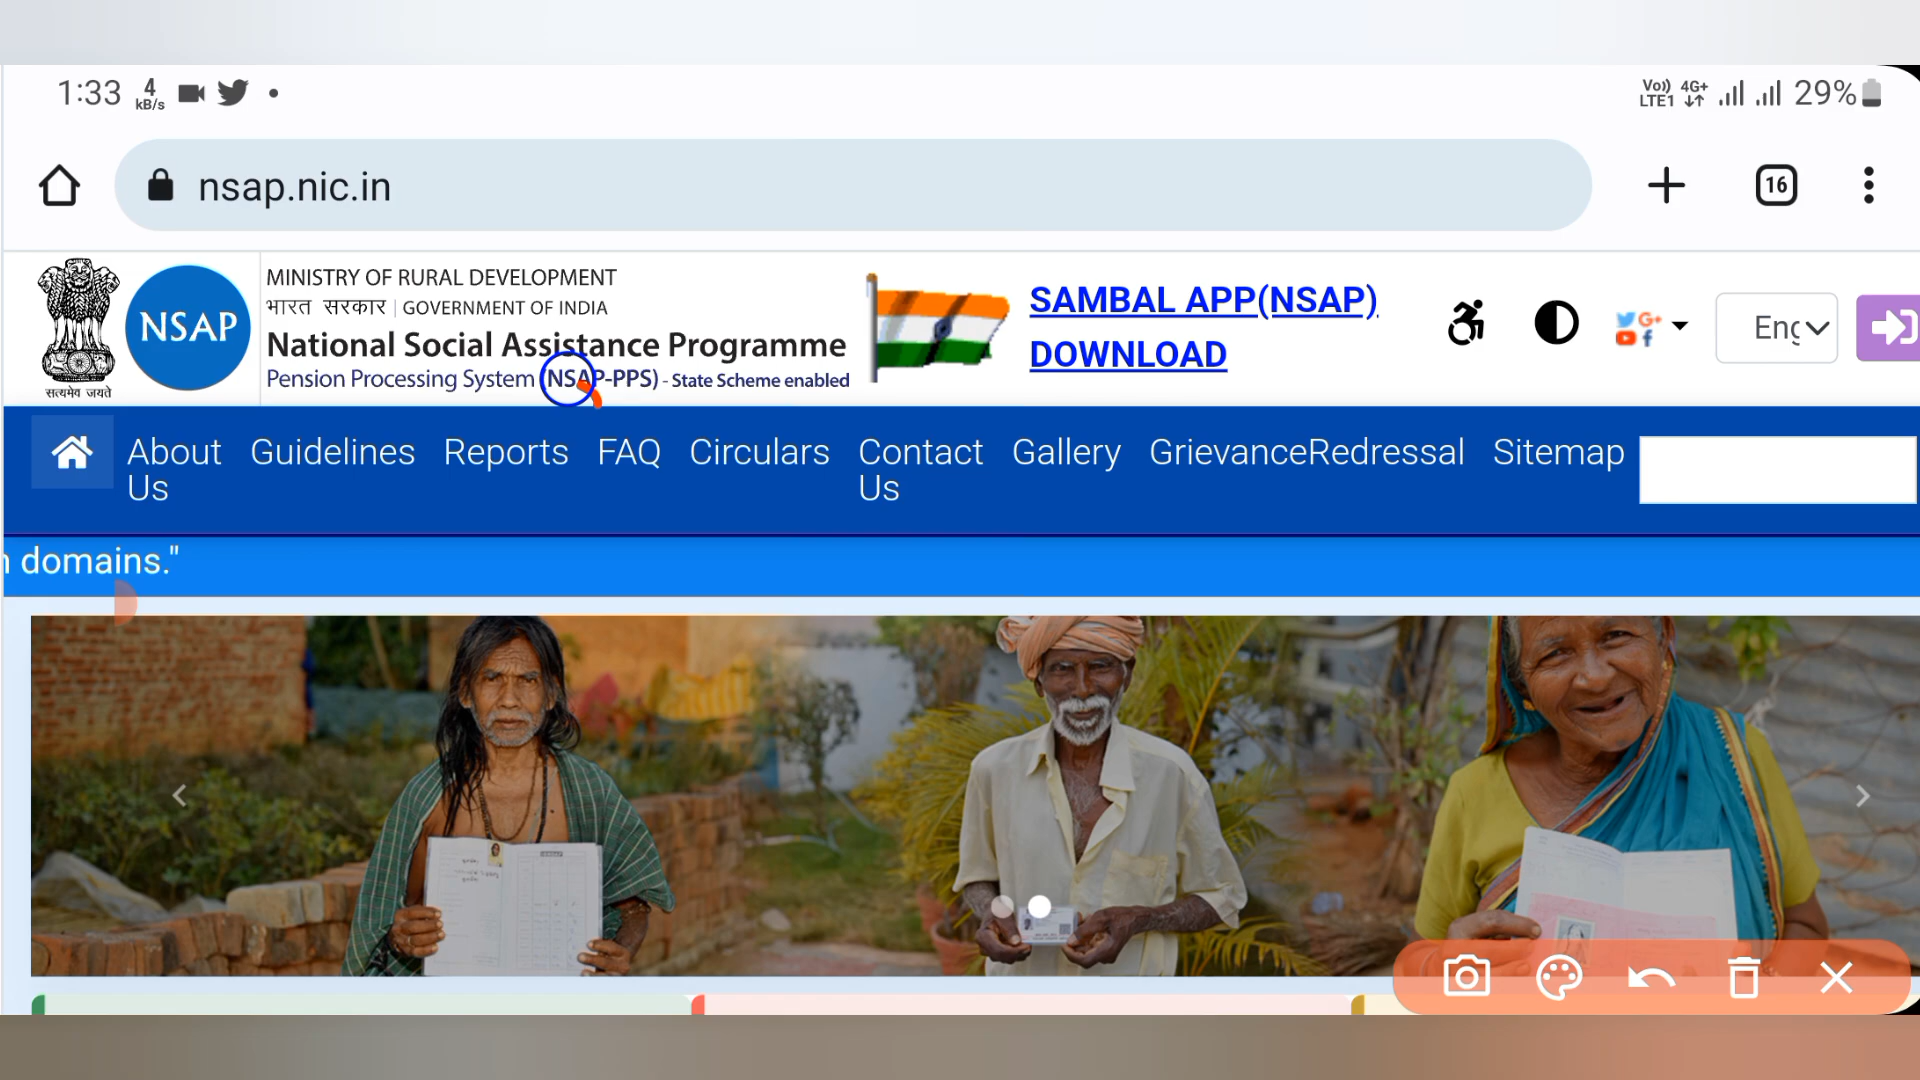 1:33 4 kB/s Vo)) LTE1 4G+ 29%
nsap.nic.in 16
MINISTRY OF RURAL DEVELOPMENT
भारत सरकार | GOVERNMENT OF INDIA
NSAP
National Social Assistance Programme
Pension Processing System (NSAP-PPS) - State Scheme enabled
सत्यमेव जयते
SAMBAL APP(NSAP)
DOWNLOAD
Eng
About Us Guidelines Reports FAQ Circulars Contact Us Gallery GrievanceRedressal Sitemap
domains."